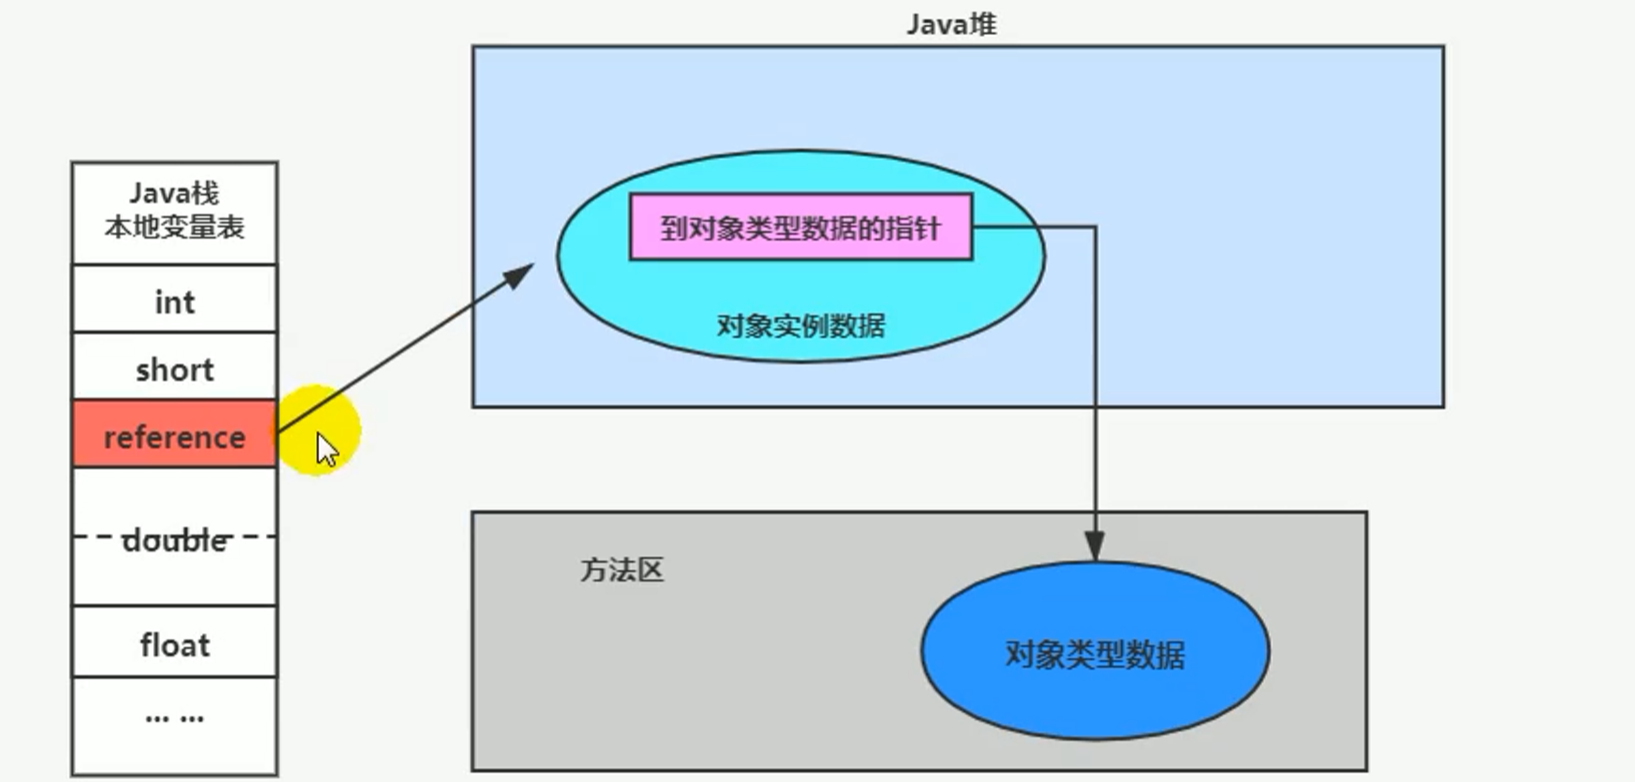 Java堆
Java栈
本地变量表
int
short
reference
double
float
... ...
到对象类型数据的指针
对象实例数据
方法区
对象类型数据